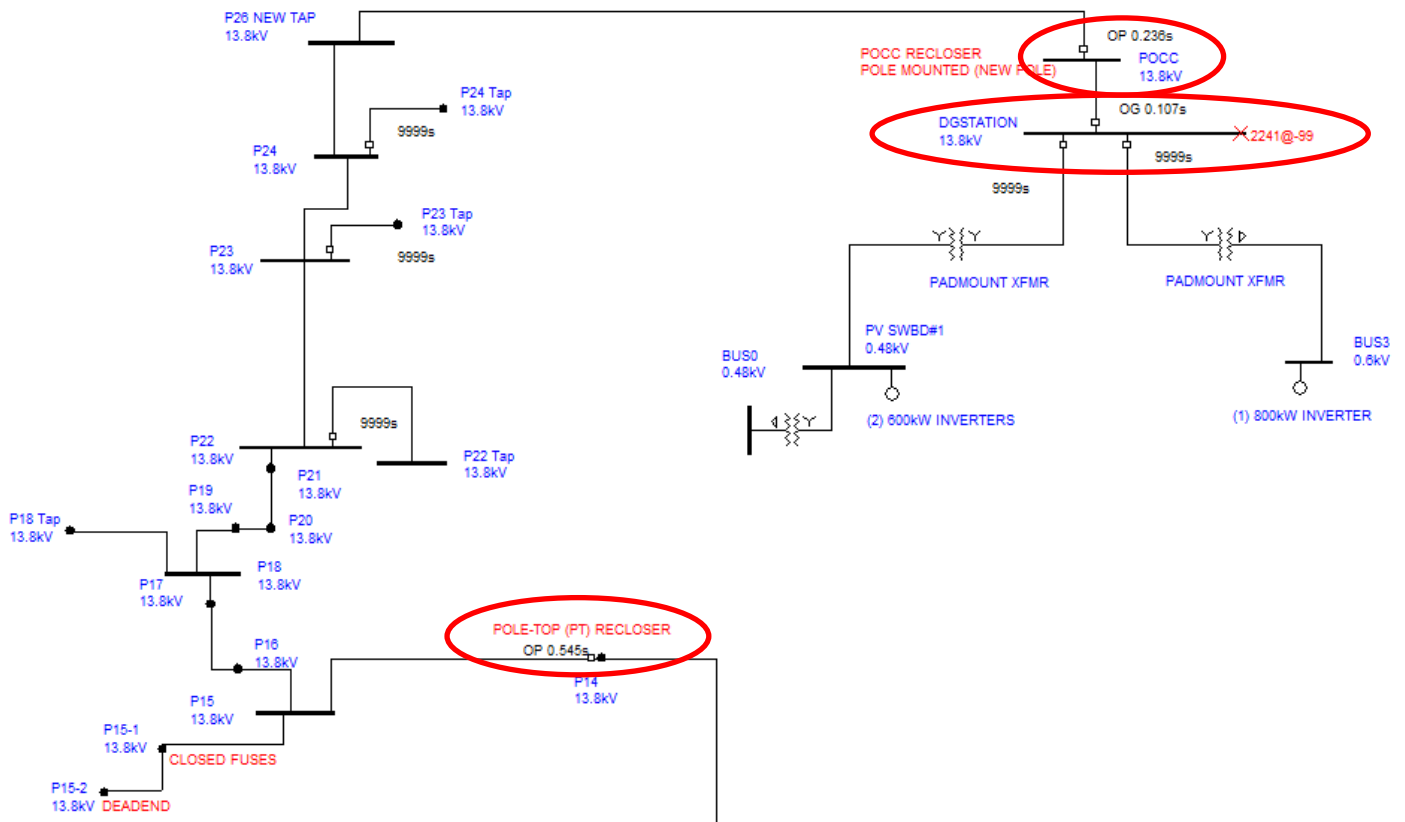 P26 NEW TAP
13.8kV
OP 0.236s
POCC RECLOSER
POLE MOUNTED (NEW POLE)
POCC
13.8kV
P24 Tap
13.8kV
9999s
OG 0.107s
DGSTATION
13.8kV
2241@-99
9999s
P24
13.8kV
9999s
P23 Tap
13.8kV
P23
13.8kV
9999s
PADMOUNT XFMR
PADMOUNT XFMR
PV SWBD#1
0.48kV
BUS0
0.48kV
BUS3
0.6kV
(2) 600kW INVERTERS
(1) 800kW INVERTER
9999s
P22
13.8kV
P22 Tap
13.8kV
P21
13.8kV
P19
13.8kV
P20
13.8kV
P18 Tap
13.8kV
P18
13.8kV
P17
13.8kV
POLE-TOP (PT) RECLOSER
OP 0.545s
P16
13.8kV
P14
13.8kV
P15
13.8kV
P15-1
13.8kV
CLOSED FUSES
P15-2
13.8kV DEADEND